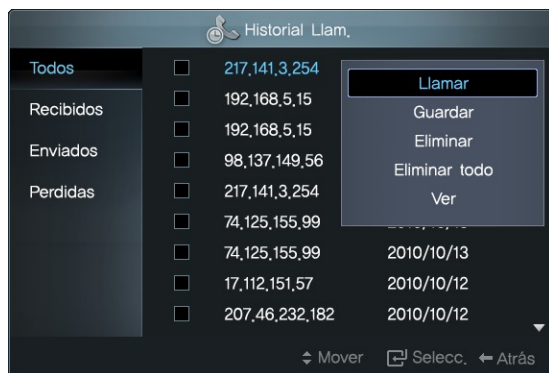 Historial Llam.
Todos
Recibidos
Enviados
Perdidas
217.141.3.254
192.168.5.15
192.168.5.15
98.137.149.56
217.141.3.254
74.125.155.99
74.125.155.99 2010/10/13
17.112.151.57 2010/10/12
207.46.232.182 2010/10/12
Llamar
Guardar
Eliminar
Eliminar todo
Ver
Mover Selecc. Atrás